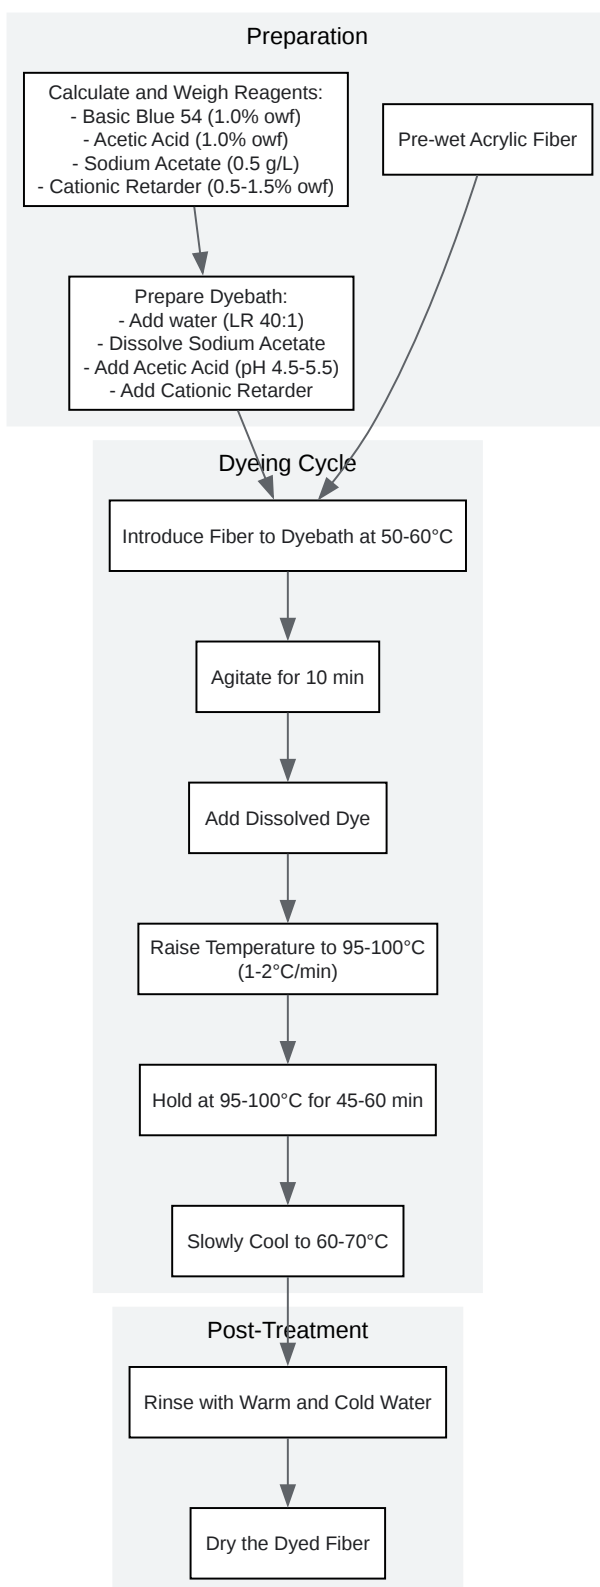 Preparation
Calculate and Weigh Reagents:
- Basic Blue 54 (1.0% owf)
- Acetic Acid (1.0% owf)
- Sodium Acetate (0.5 g/L)
- Cationic Retarder (0.5-1.5% owf)
Pre-wet Acrylic Fiber
Prepare Dyebath:
- Add water (LR 40:1)
- Dissolve Sodium Acetate
- Add Acetic Acid (pH 4.5-5.5)
- Add Cationic Retarder
Dyeing Cycle
Introduce Fiber to Dyebath at 50-60°C
Agitate for 10 min
Add Dissolved Dye
Raise Temperature to 95-100°C
(1-2°C/min)
Hold at 95-100°C for 45-60 min
Slowly Cool to 60-70°C
Post-Treatment
Rinse with Warm and Cold Water
Dry the Dyed Fiber